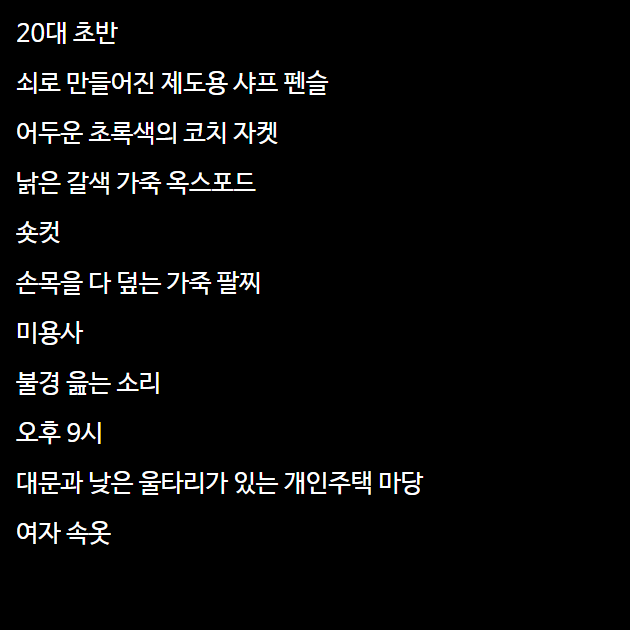 20대 초반
쇠로 만들어진 제도용 샤프 펜슬
어두운 초록색의 코치 자켓
낡은 갈색 가죽 옥스포드
숏컷
손목을 다 덮는 가죽 팔찌
미용사
불경 읊는 소리
오후 9시
대문과 낮은 울타리가 있는 개인주택 마당
여자 속옷